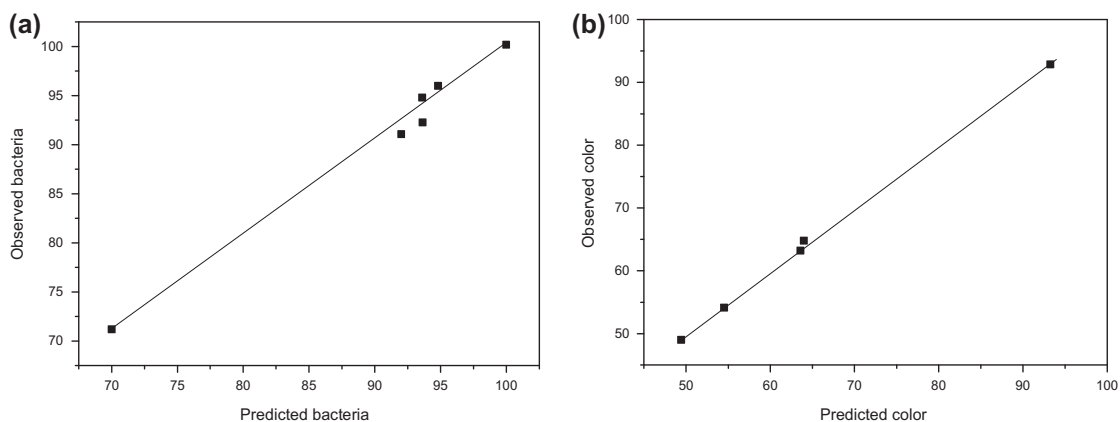 (a)
Observed bacteria
100
95
90
85
80
75
70
70 75 80 85 90 95 100
Predicted bacteria
(b)
Observed color
100
90
80
70
60
50
50 60 70 80 90 100
Predicted color